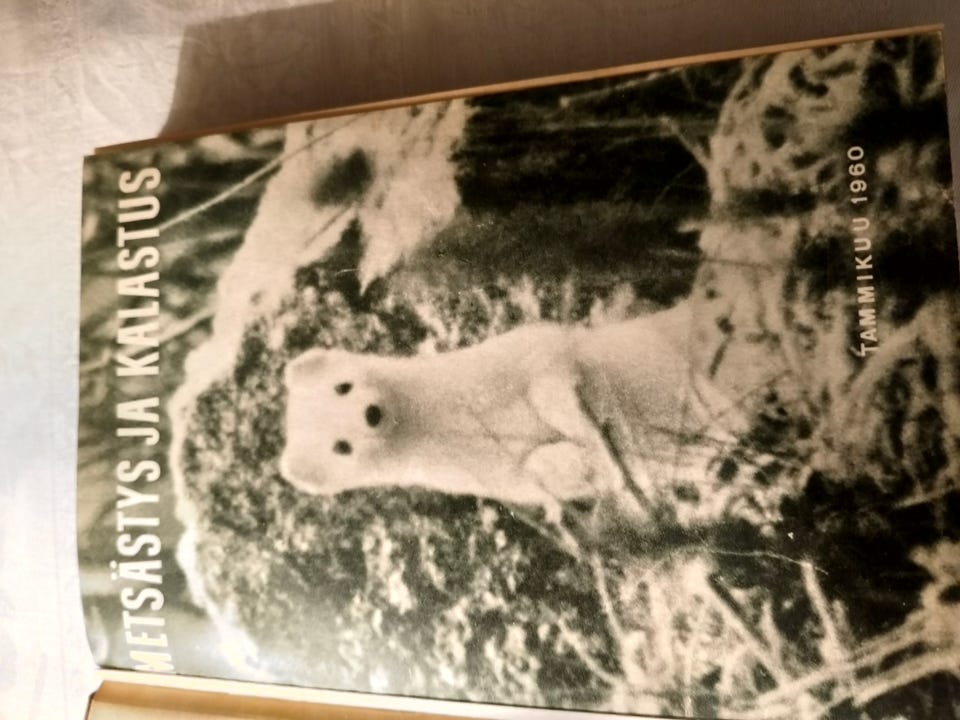 METSÄSTYS JA KALASTUS
TAMMIKUU 1960